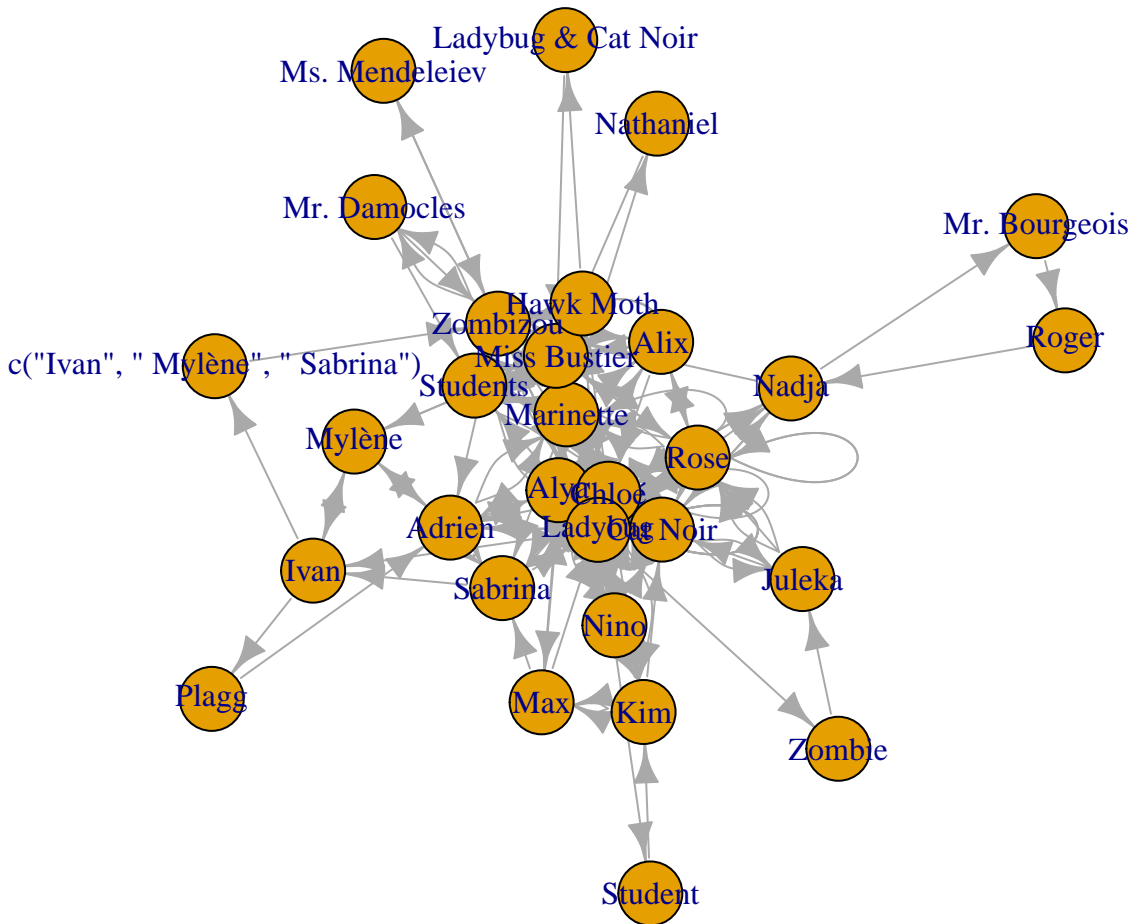 Ladybug & Cat Noir
Ms. Mendeleiev
Nathaniel
Mr. Damocles
Mr. Bourgeois
Hawk Moth
Zombizou
Roger
Alix
Miss Bustier
c("Ivan", " Mylène", " Sabrina")
Students
Nadja
Marinette
Mylène
Rose
Alya
Chloé
Adrien
Ladybug
Cat Noir
Ivan
Juleka
Sabrina
Nino
Plagg
Max
Kim
Zombie
Student